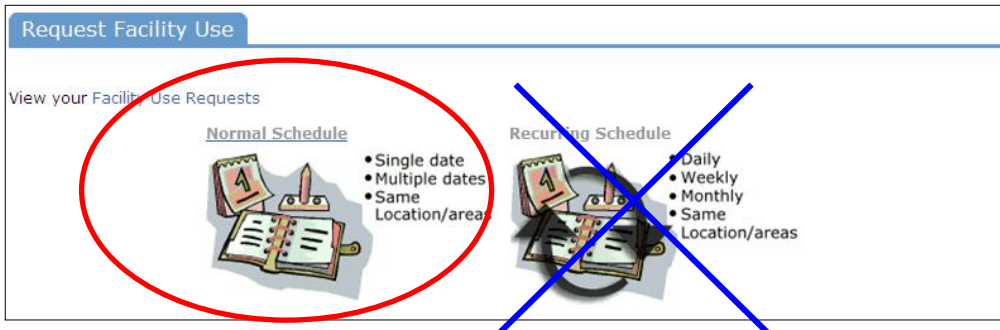 Request Facility Use
View your Facility Use Requests
Normal Schedule
• Single date
• Multiple dates
• Same
Location/areas
Recurring Schedule
• Daily
• Weekly
• Monthly
• Same
Location/areas